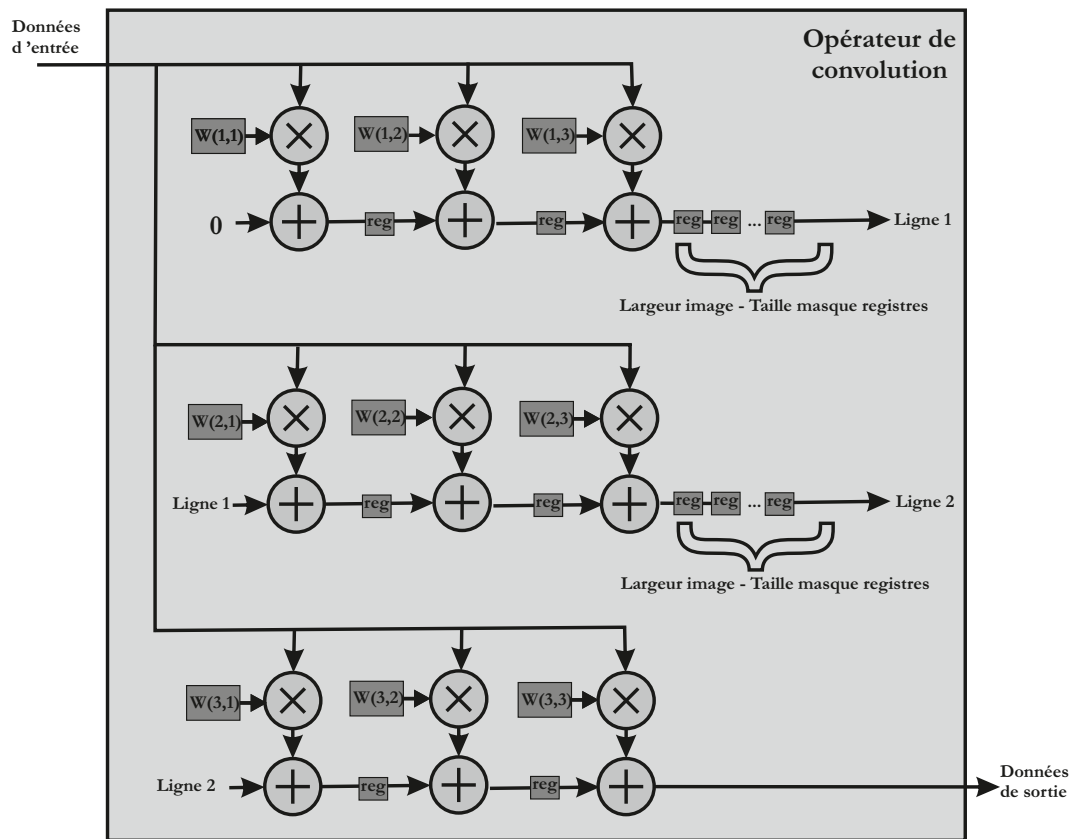 Données
d 'entrée
Opérateur de
convolution
W(1,1)
W(1,2)
W(1,3)
0
reg
reg
reg reg ... reg
Ligne 1
Largeur image - Taille masque registres
W(2,1)
W(2,2)
W(2,3)
Ligne 1
reg
reg
reg reg ... reg
Ligne 2
Largeur image - Taille masque registres
W(3,1)
W(3,2)
W(3,3)
Ligne 2
reg
reg
Données
de sortie